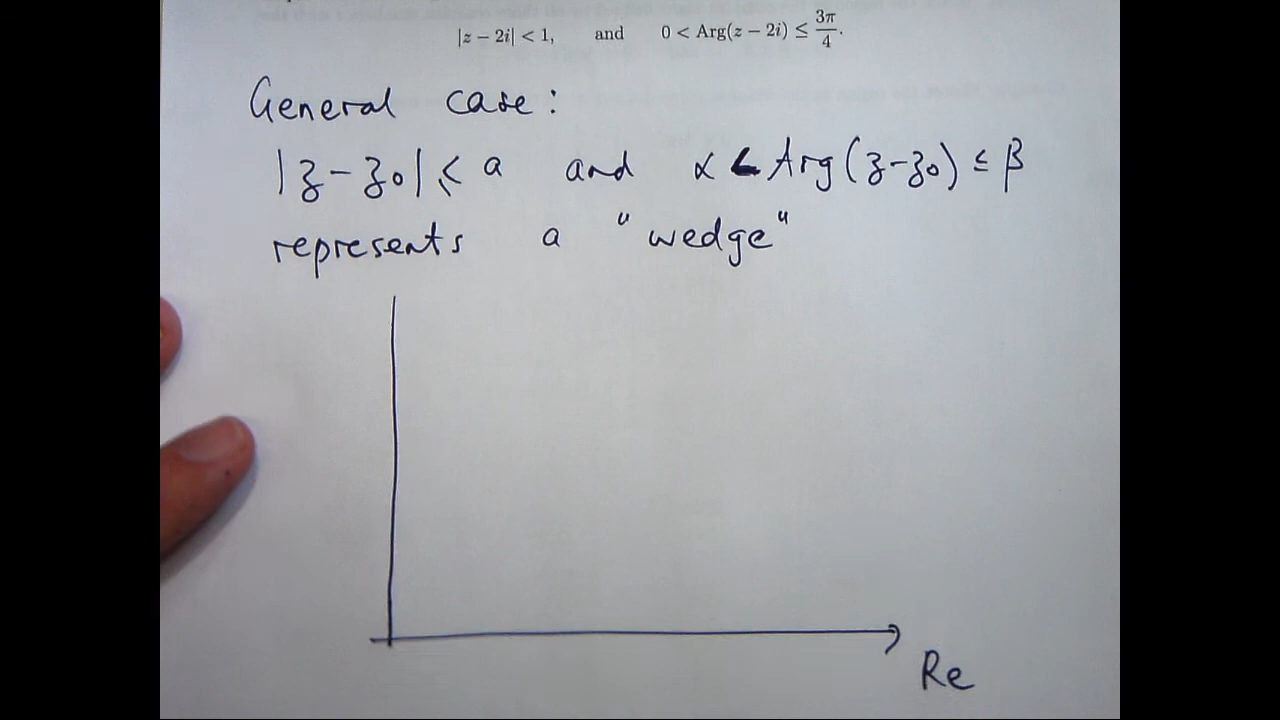 |z − 2i| < 1, and 0 < Arg(z − 2i) ≤ 3π/4.
General case:
|z − z₀| < a and α < Arg(z − z₀) ≤ β
represents a "wedge"
Re